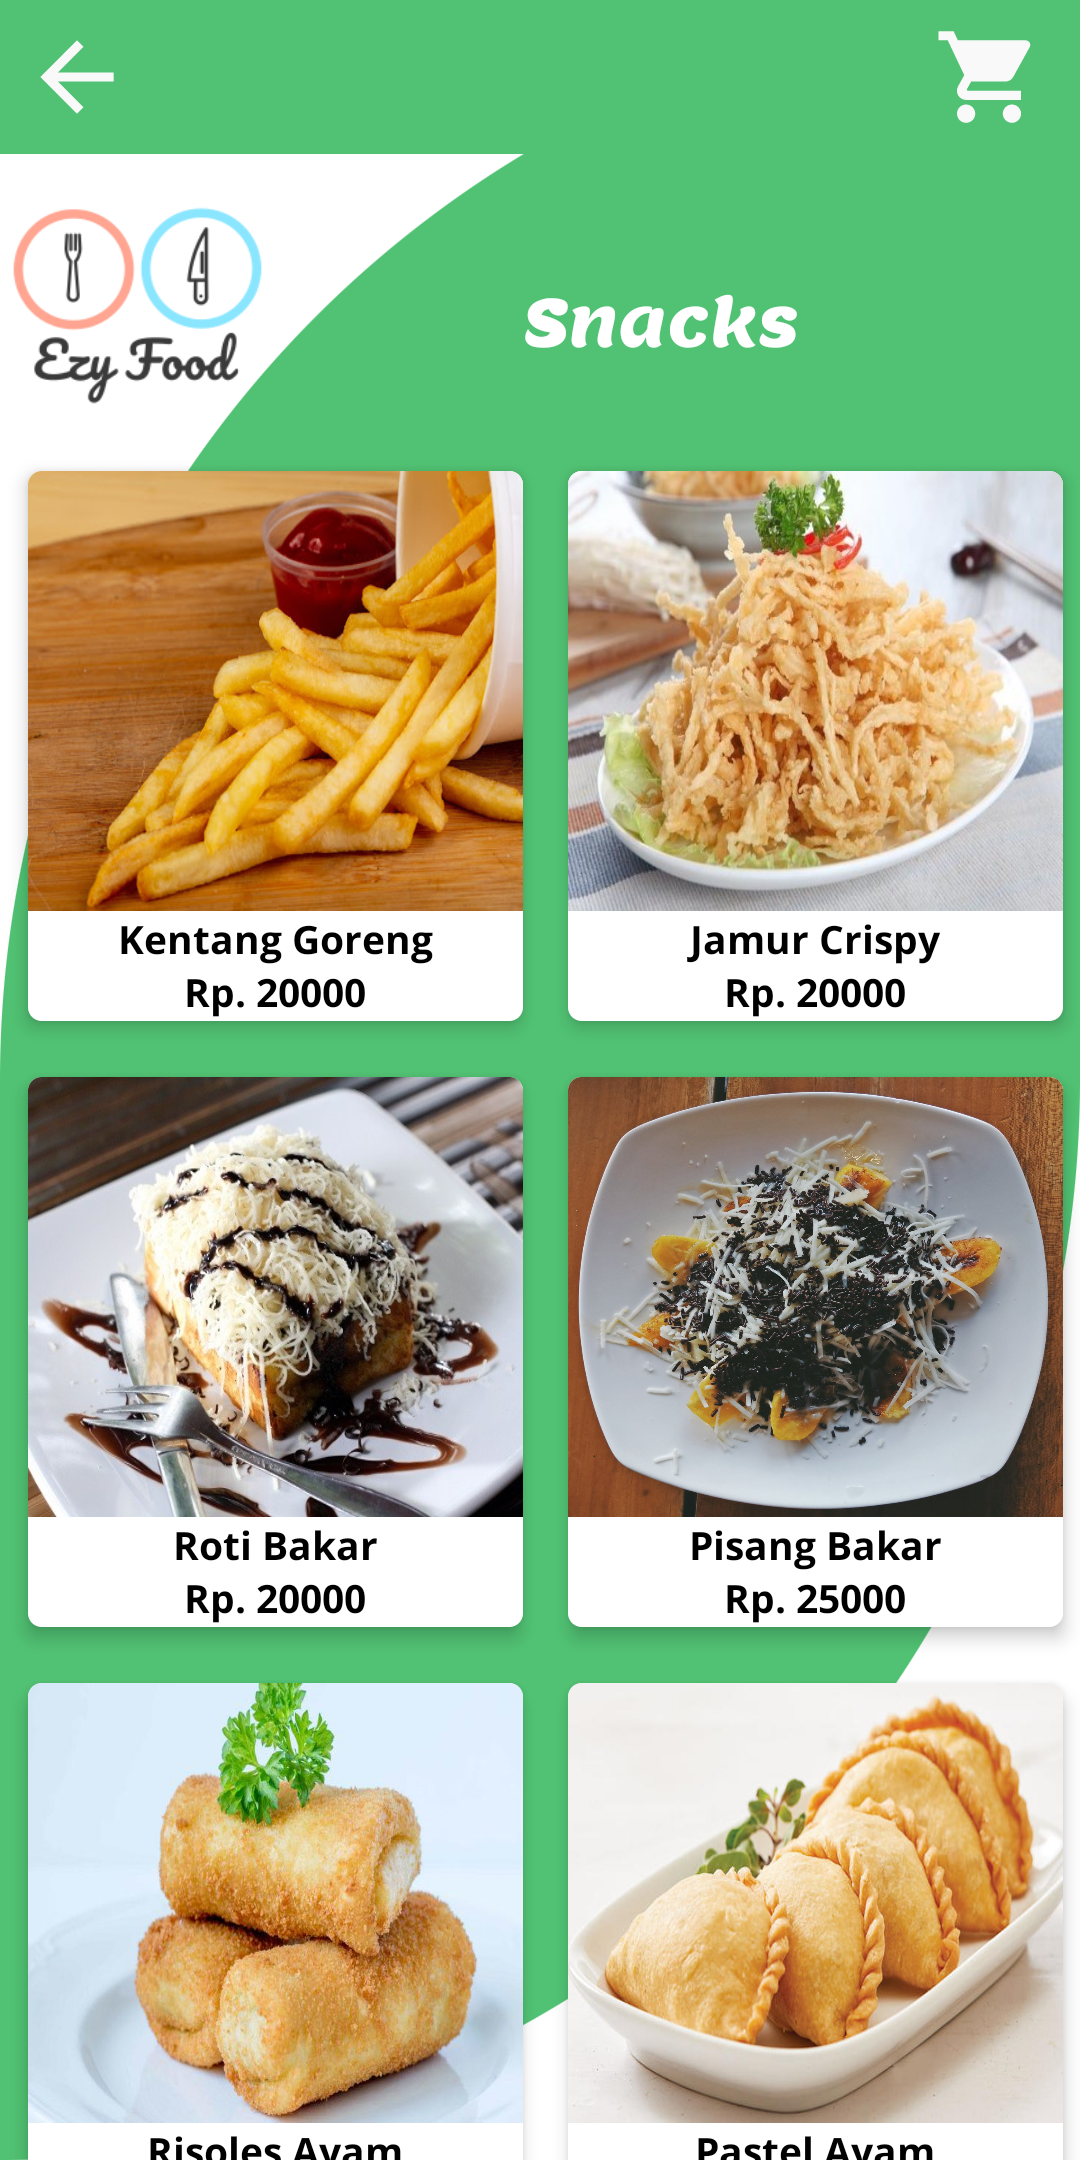 Ezy Food
Snacks
Kentang Goreng
Rp. 20000
Jamur Crispy
Rp. 20000
Roti Bakar
Rp. 20000
Pisang Bakar
Rp. 25000
Risoles Ayam
Pastel Ayam